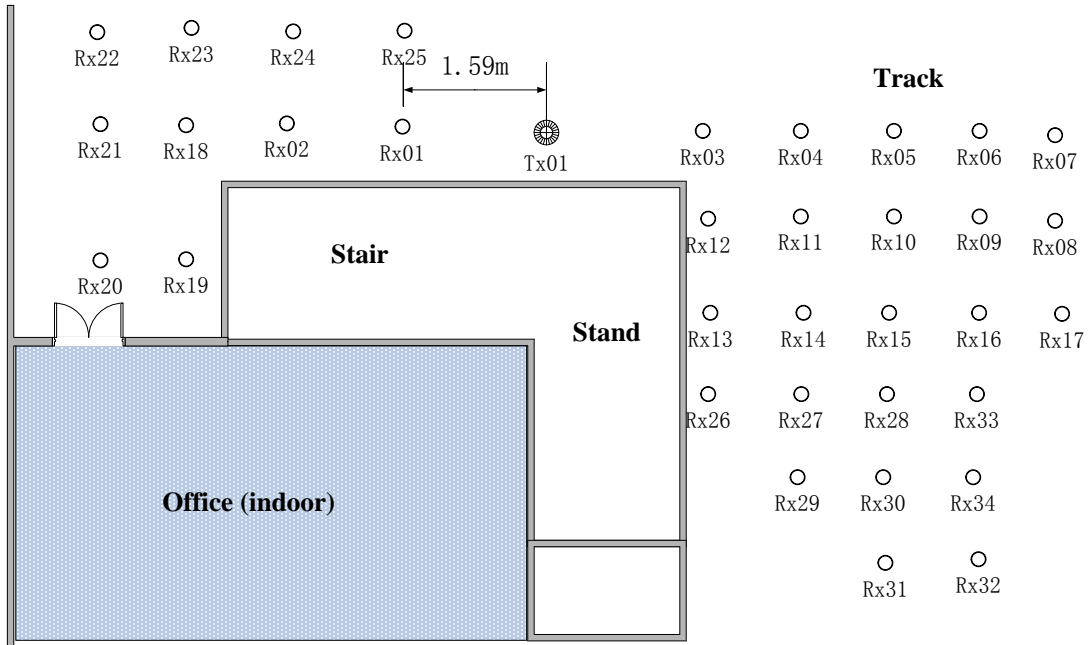 Rx22
Rx23
Rx24
Rx25
1.59m
Track
Rx21
Rx18
Rx02
Rx01
Tx01
Rx03
Rx04
Rx05
Rx06
Rx07
Stair
Rx12
Rx11
Rx10
Rx09
Rx08
Rx20
Rx19
Stand
Rx13
Rx14
Rx15
Rx16
Rx17
Rx26
Rx27
Rx28
Rx33
Office (indoor)
Rx29
Rx30
Rx34
Rx31
Rx32